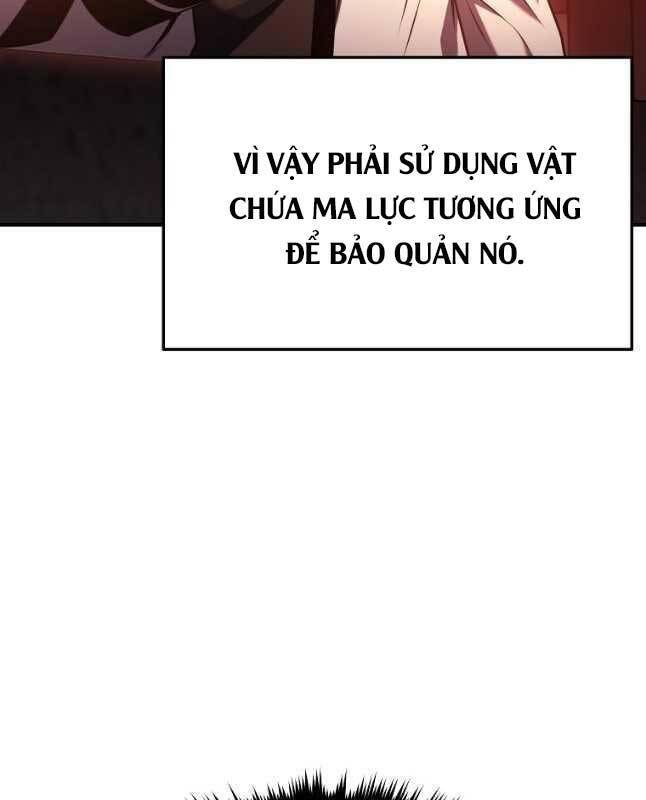 VÌ VẬY PHẢI SỬ DỤNG VẬT
CHỨA MA LỰC TƯƠNG ỨNG
ĐỂ BẢO QUẢN NÓ.